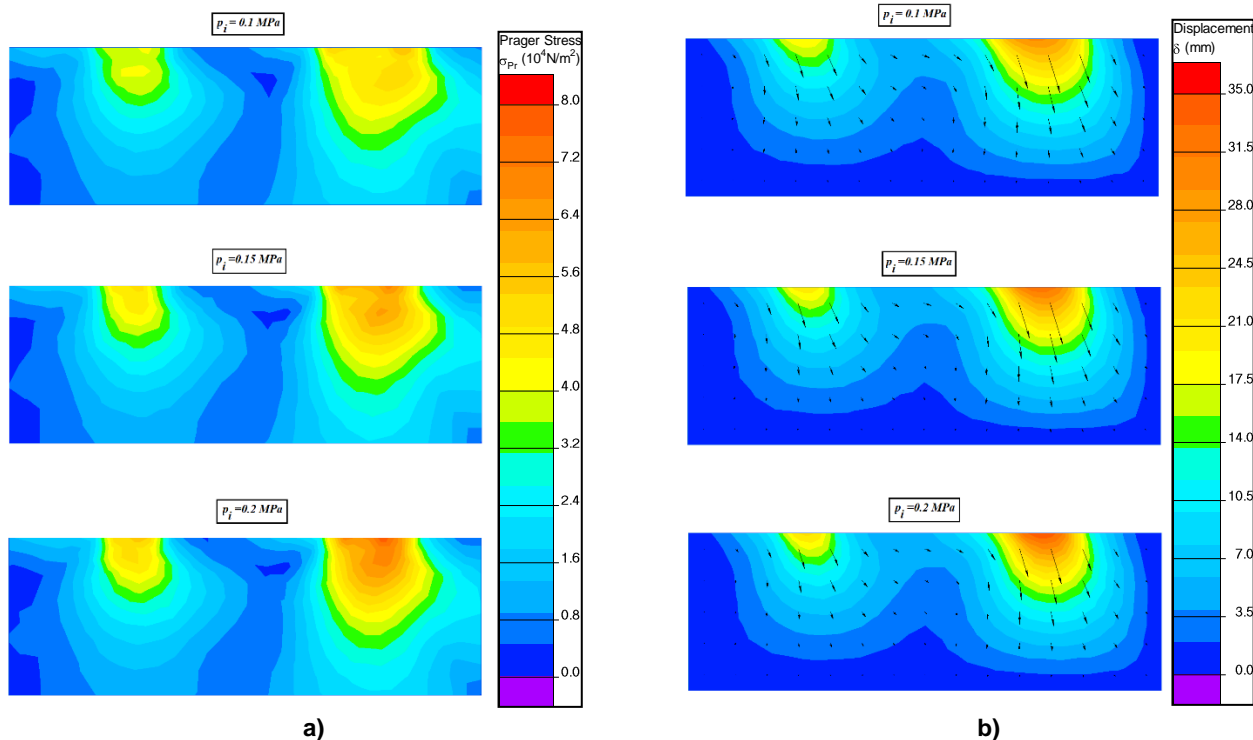 p_i = 0.1 MPa
Prager Stress
σ_Pr (10⁴N/m²)
8.0
7.2
6.4
5.6
4.8
4.0
3.2
2.4
1.6
0.8
0.0
p_i =0.15 MPa
p_i =0.2 MPa
a)
p_i = 0.1 MPa
Displacement
δ (mm)
35.0
31.5
28.0
24.5
21.0
17.5
14.0
10.5
7.0
3.5
0.0
p_i =0.15 MPa
p_i =0.2 MPa
b)